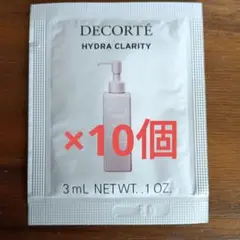 DECORTÉ
HYDRA CLARITY
×10個
3 mL NET WT. .1 OZ.